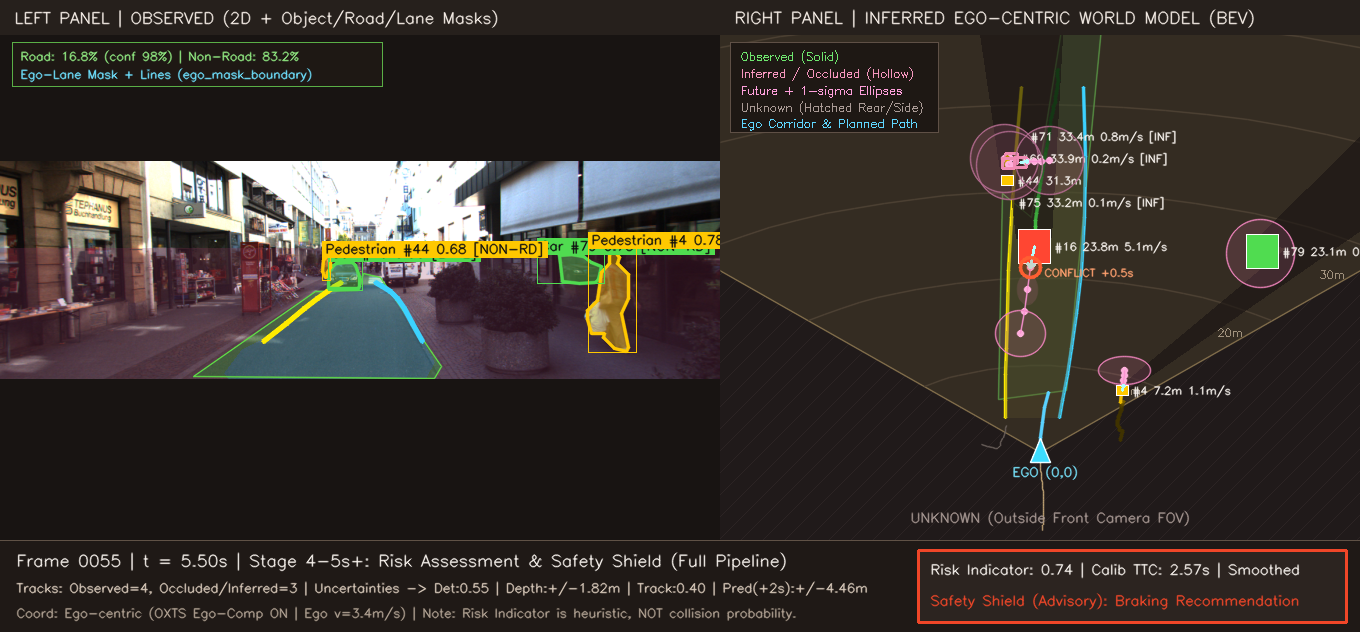 LEFT PANEL | OBSERVED (2D + Object/Road/Lane Masks)
Road: 16.8% (conf 98%) | Non-Road: 83.2%
Ego-Lane Mask + Lines (ego_mask_boundary)
TEPHANUS
Buchhandlung
Pedestrian #44 0.68 [NON-RD]
Pedestrian #4 0.78
RIGHT PANEL | INFERRED EGO-CENTRIC WORLD MODEL (BEV)
Observed (Solid)
Inferred / Occluded (Hollow)
Future + 1-sigma Ellipses
Unknown (Hatched Rear/Side)
Ego Corridor & Planned Path
#71 33.4m 0.8m/s [INF]
33.9m 0.2m/s [INF]
#44 31.3m
#75 33.2m 0.1m/s [INF]
#16 23.8m 5.1m/s
#79 23.1m 0
CONFLICT +0.5s
30m
20m
#4 7.2m 1.1m/s
EGO (0,0)
UNKNOWN (Outside Front Camera FOV)
Frame 0055 | t = 5.50s | Stage 4-5s+: Risk Assessment & Safety Shield (Full Pipeline)
Tracks: Observed=4, Occluded/Inferred=3 | Uncertainties -> Det:0.55 | Depth:+/-1.82m | Track:0.40 | Pred(+2s):+/-4.46m
Coord: Ego-centric (OXTS Ego-Comp ON | Ego v=3.4m/s) | Note: Risk Indicator is heuristic, NOT collision probability.
Risk Indicator: 0.74 | Calib TTC: 2.57s | Smoothed
Safety Shield (Advisory): Braking Recommendation